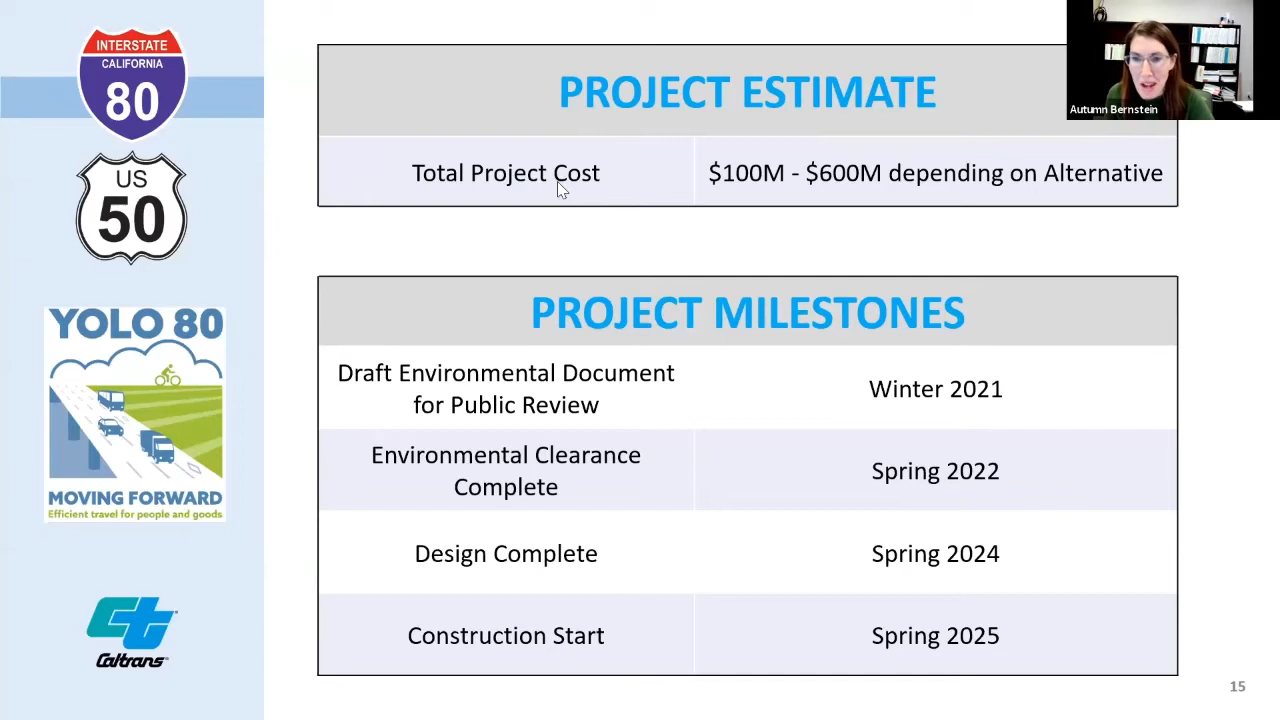 INTERSTATE
CALIFORNIA
80
US
50
YOLO 80
MOVING FORWARD
Efficient travel for people and goods
Caltrans
PROJECT ESTIMATE
Total Project Cost
$100M - $600M depending on Alternative
PROJECT MILESTONES
Draft Environmental Document
for Public Review
Winter 2021
Environmental Clearance
Complete
Spring 2022
Design Complete
Spring 2024
Construction Start
Spring 2025
Autumn Bernstein
15